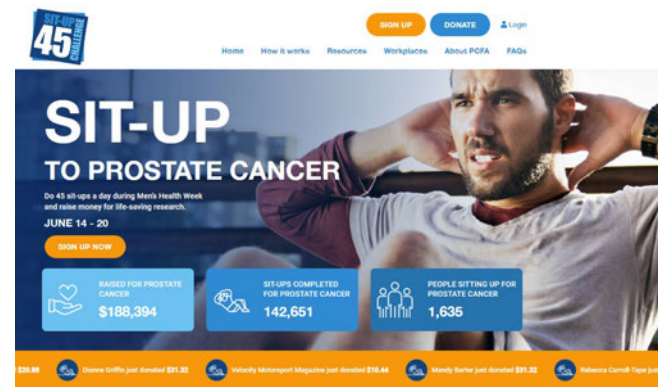 SIT-UP
45
CHALLENGE
SIGN UP
DONATE
Login
Home How it works Resources Workplaces About PCFA FAQs
SIT-UP
TO PROSTATE CANCER
Do 45 sit-ups a day during Men's Health Week
and raise money for life-saving research.
JUNE 14 - 20
SIGN UP NOW
RAISED FOR PROSTATE
CANCER
$188,394
SIT-UPS COMPLETED
FOR PROSTATE CANCER
142,651
PEOPLE SITTING UP FOR
PROSTATE CANCER
1,635
Dianne Griffin just donated $31.32 Velocity Motorsport Magazine just donated $10.44 Mandy Barter just donated $31.32 Rebecca Carroll-Tape just